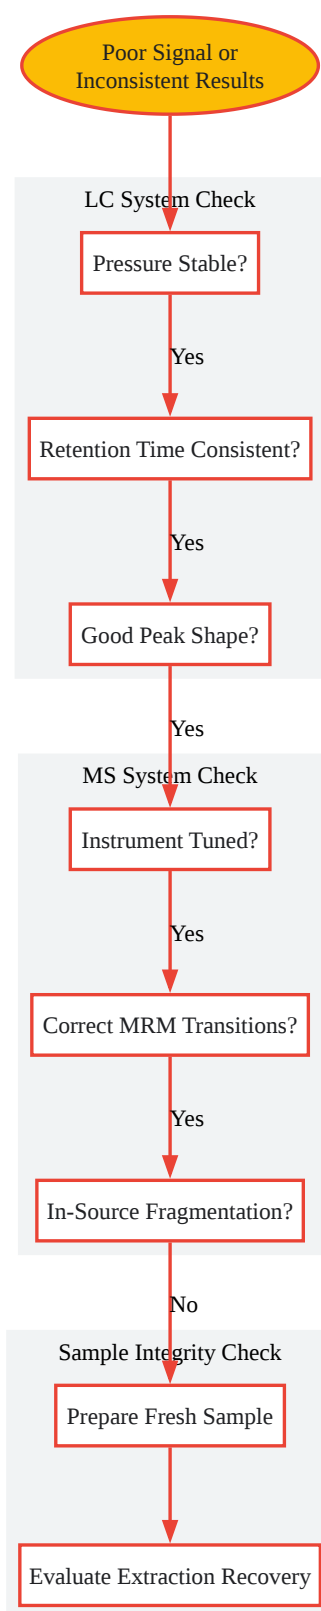 Poor Signal or
Inconsistent Results
LC System Check
Pressure Stable?
Yes
Retention Time Consistent?
Yes
Good Peak Shape?
Yes
MS System Check
Instrument Tuned?
Yes
Correct MRM Transitions?
Yes
In-Source Fragmentation?
No
Sample Integrity Check
Prepare Fresh Sample
Evaluate Extraction Recovery